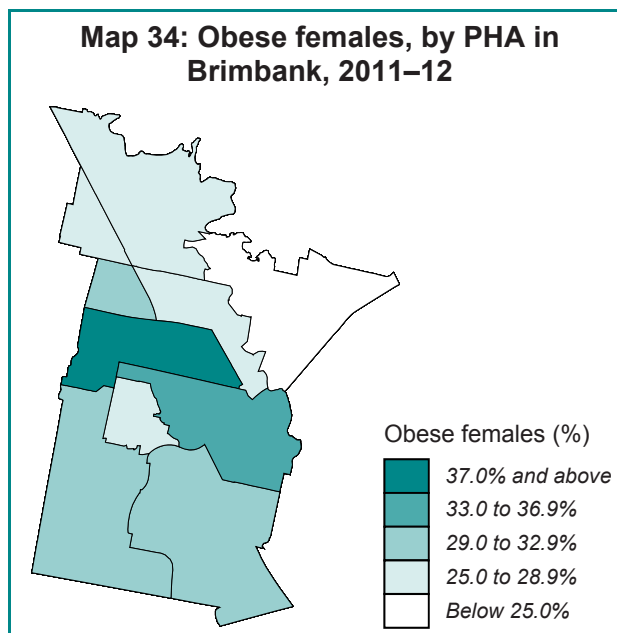 Map 34: Obese females, by PHA in
Brimbank, 2011–12
Obese females (%)
37.0% and above
33.0 to 36.9%
29.0 to 32.9%
25.0 to 28.9%
Below 25.0%